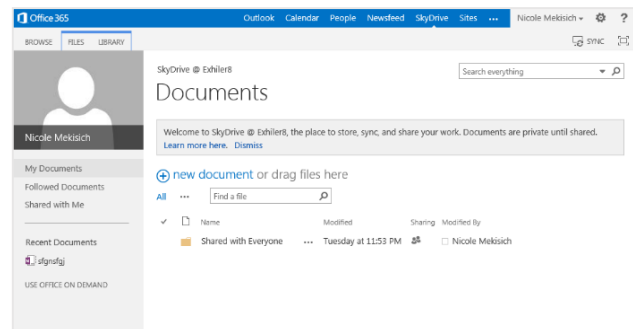 Office 365
Outlook Calendar People Newsfeed SkyDrive Sites ••• Nicole Mekisich ?
BROWSE FILES LIBRARY
SYNC
SkyDrive @ Exhiler8
Search everything
Documents
Nicole Mekisich
Welcome to SkyDrive @ Exhiler8, the place to store, sync, and share your work. Documents are private until shared.
Learn more here. Dismiss
My Documents
Followed Documents
Shared with Me
new document or drag files here
All ••• Find a file
Name Modified Sharing Modified By
Shared with Everyone ••• Tuesday at 11:53 PM Nicole Mekisich
Recent Documents
sfgnsfgj
USE OFFICE ON DEMAND